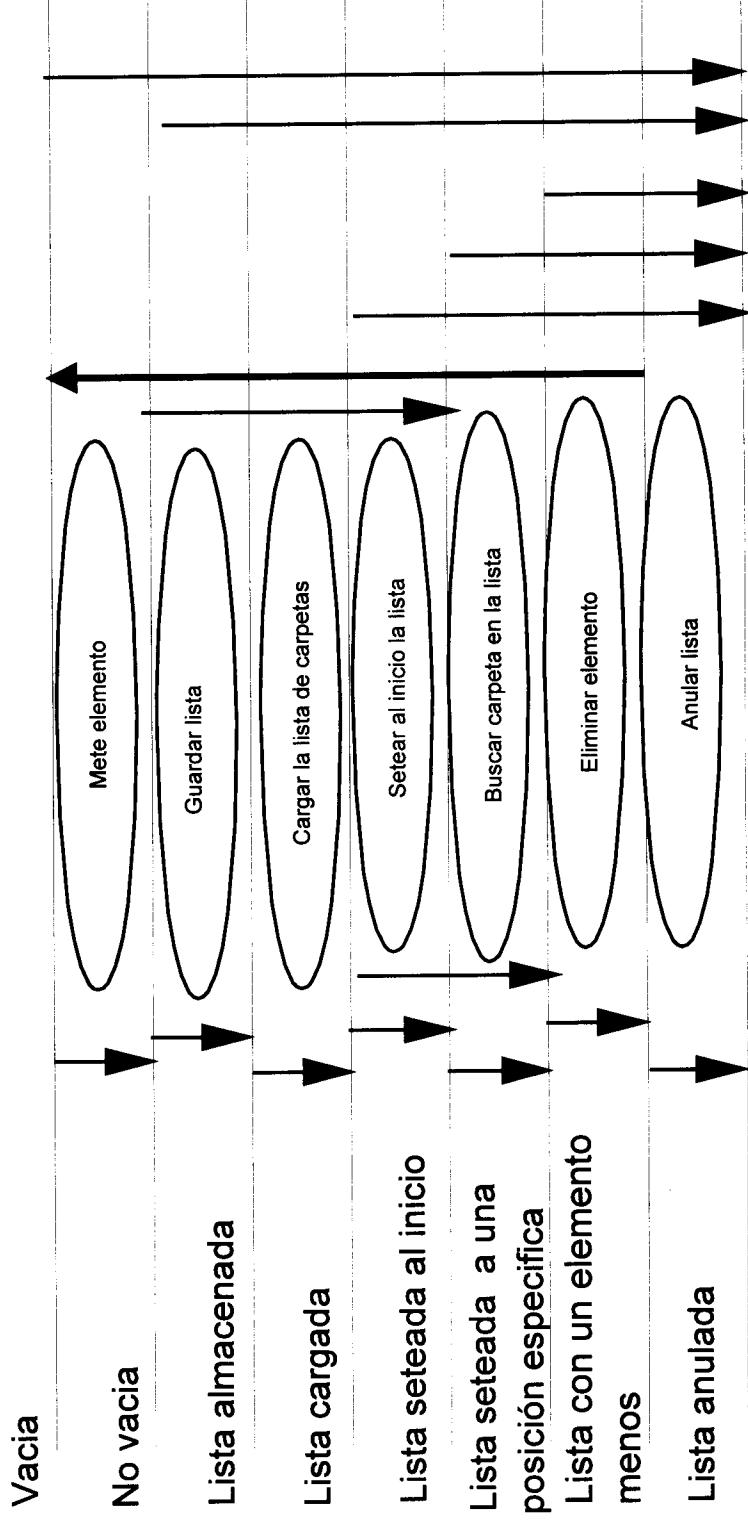 Vacia
No vacia
Lista almacenada
Lista cargada
Lista seteada al inicio
Lista seteada a una
posición especifica
Lista con un elemento
menos
Lista anulada
Mete elemento
Guardar lista
Cargar la lista de carpetas
Setear al inicio la lista
Buscar carpeta en la lista
Eliminar elemento
Anular lista